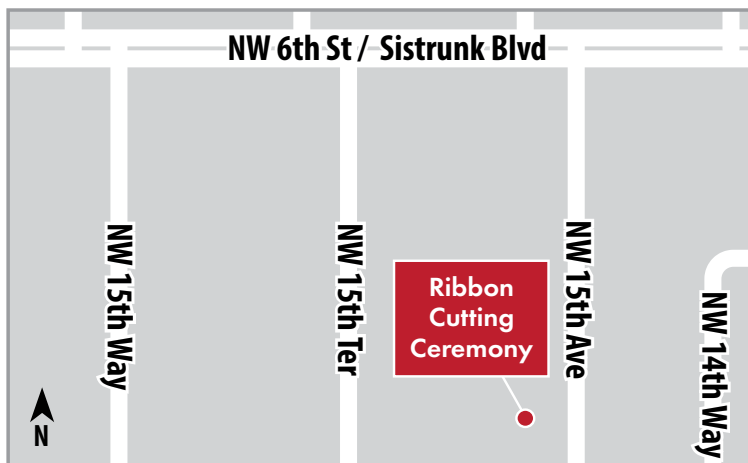 NW 6th St / Sistrunk Blvd
NW 15th Way
NW 15th Ter
NW 15th Ave
NW 14th Way
Ribbon
Cutting
Ceremony
N